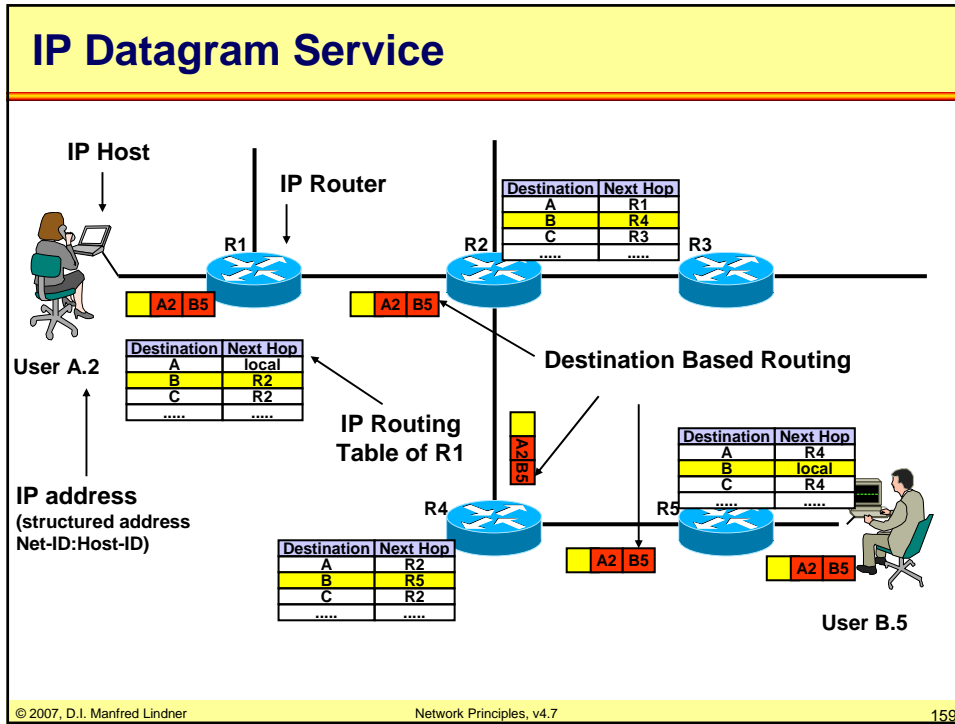 IP Datagram Service
IP Host
IP Router
R1
R2
R3
Destination Next Hop
A R1
B R4
C R3
..... .....
A2 B5
A2 B5
User A.2
Destination Next Hop
A local
B R2
C R2
..... .....
IP Routing
Table of R1
Destination Based Routing
A2 B5
IP address
(structured address
Net-ID:Host-ID)
R4
R5
Destination Next Hop
A R4
B local
C R4
..... .....
Destination Next Hop
A R2
B R5
C R2
..... .....
A2 B5
A2 B5
User B.5
© 2007, D.I. Manfred Lindner
Network Principles, v4.7
159